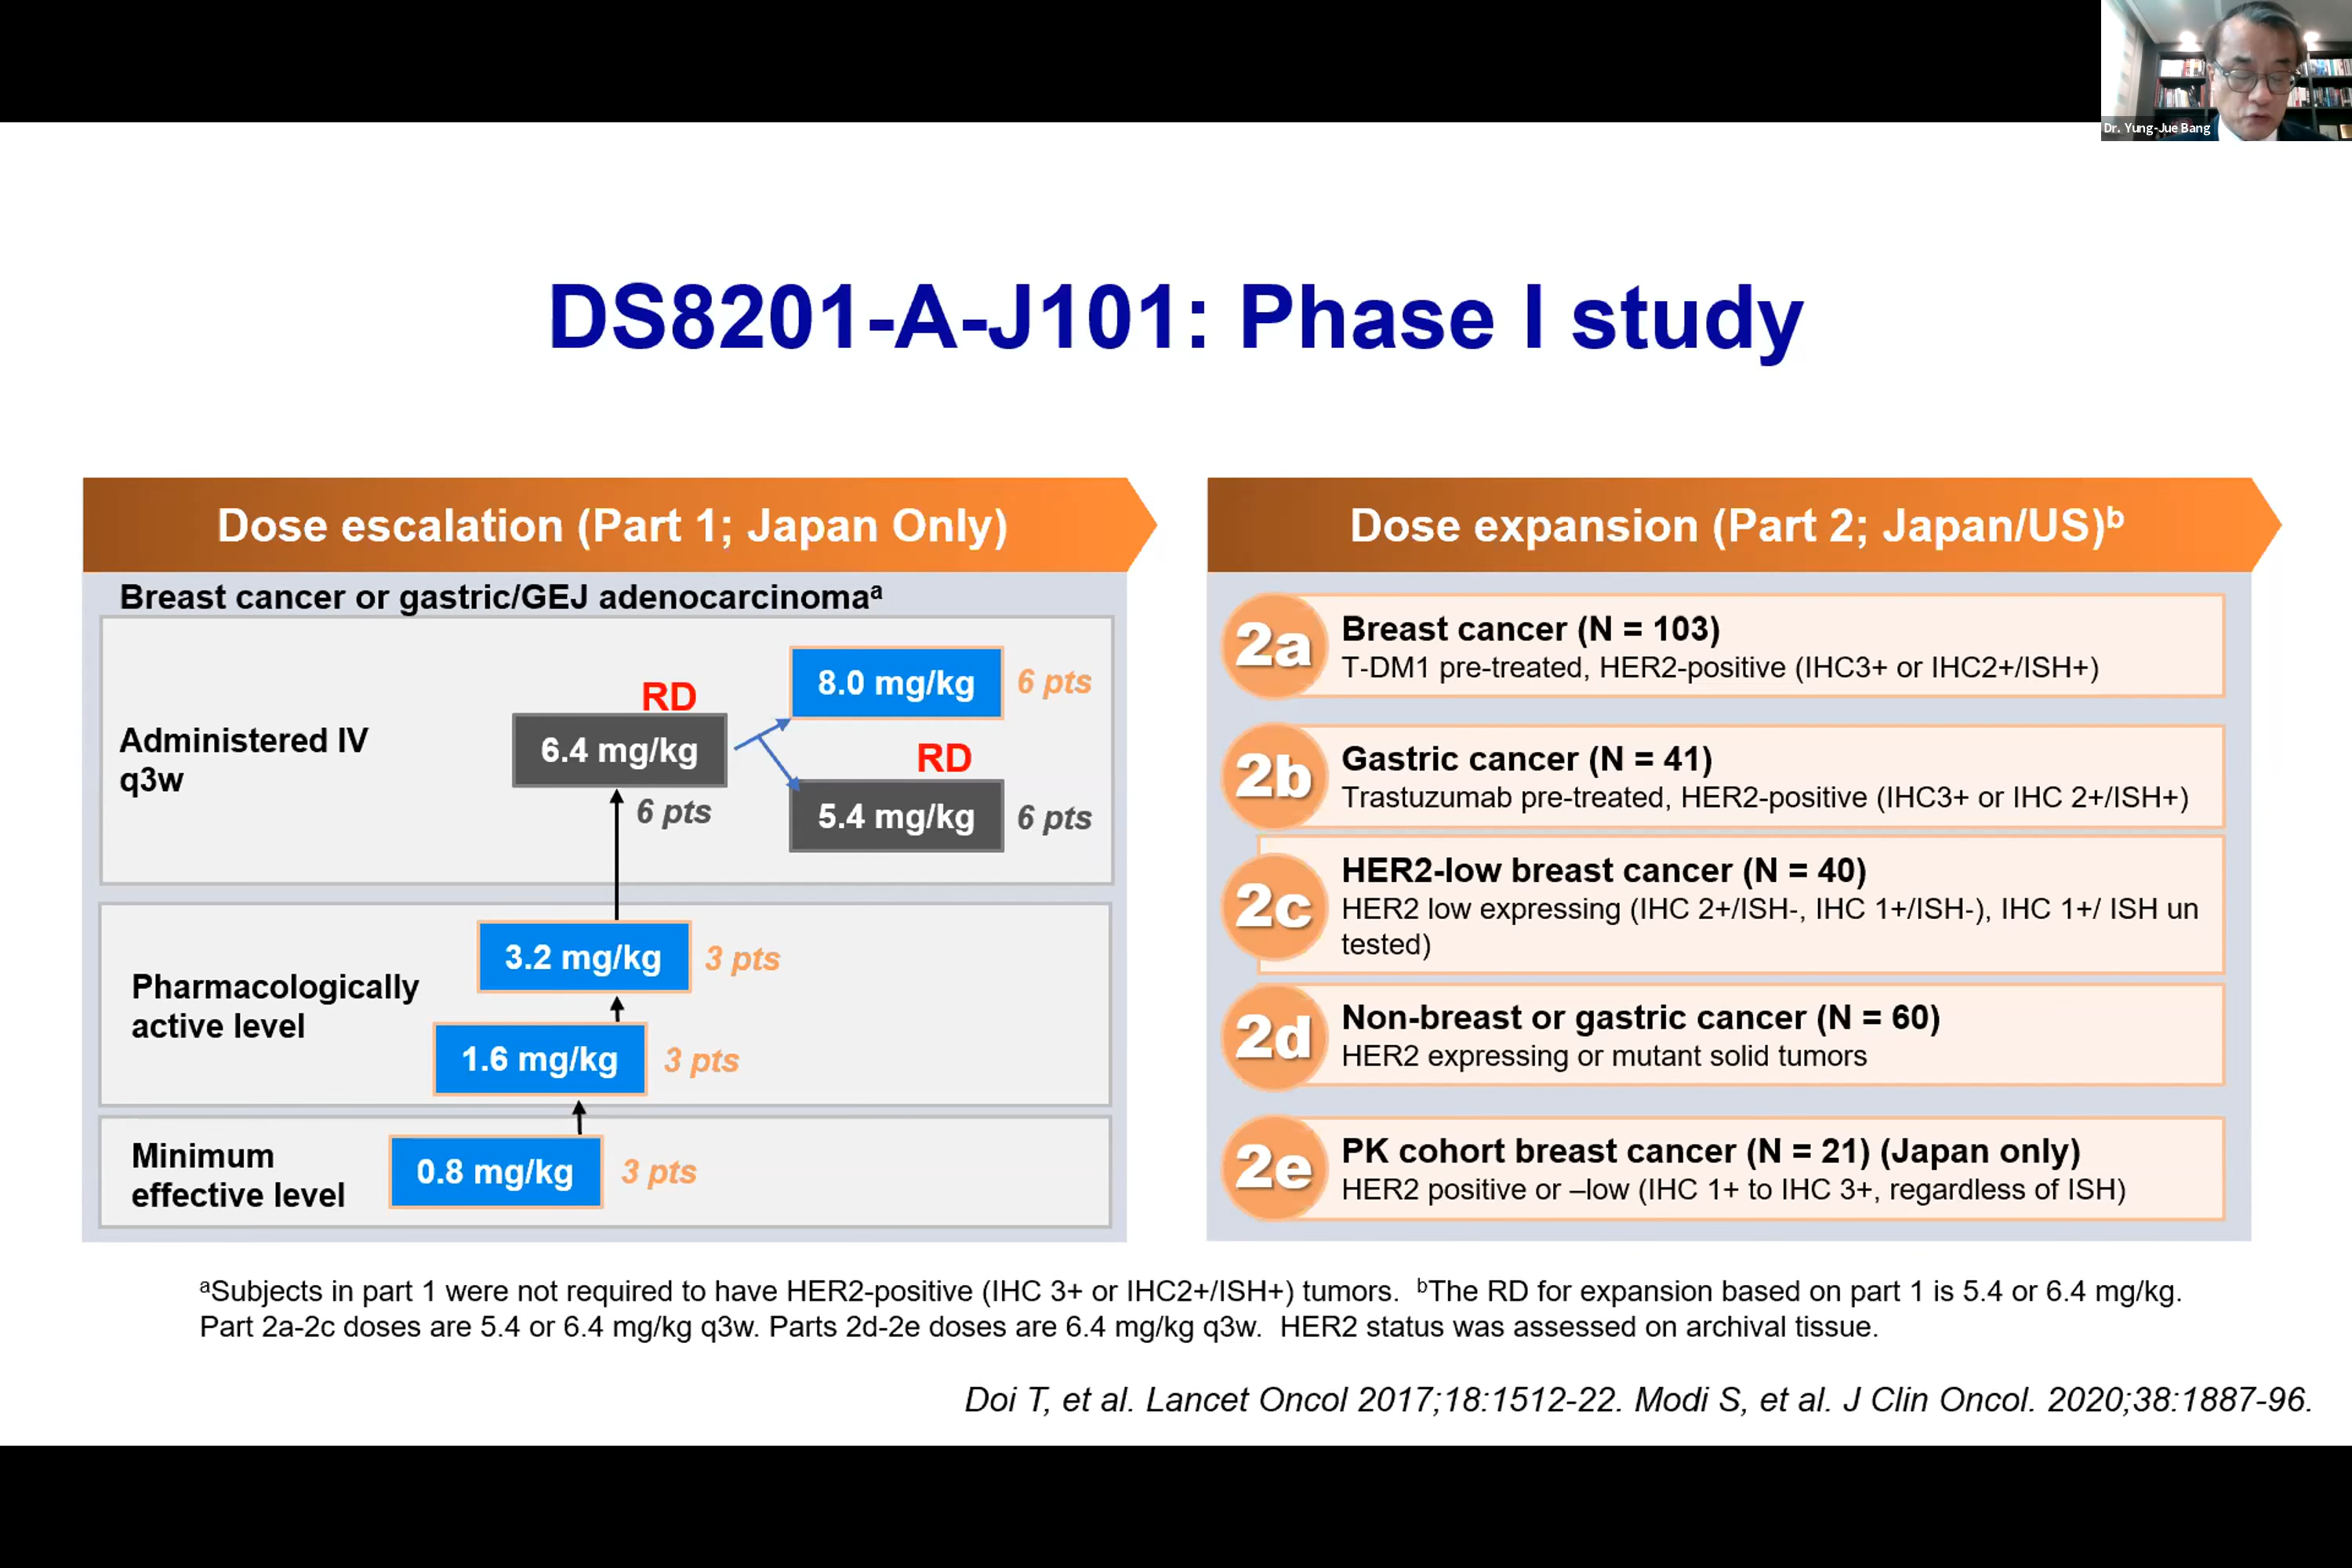 Dr. Yung-Jue Bang
DS8201-A-J101: Phase I study
Dose escalation (Part 1; Japan Only)
Breast cancer or gastric/GEJ adenocarcinomaᵃ
Administered IV
q3w
RD
6.4 mg/kg
6 pts
8.0 mg/kg
6 pts
RD
5.4 mg/kg
6 pts
Pharmacologically
active level
3.2 mg/kg
3 pts
1.6 mg/kg
3 pts
Minimum
effective level
0.8 mg/kg
3 pts
Dose expansion (Part 2; Japan/US)ᵇ
2a
Breast cancer (N = 103)
T-DM1 pre-treated, HER2-positive (IHC3+ or IHC2+/ISH+)
2b
Gastric cancer (N = 41)
Trastuzumab pre-treated, HER2-positive (IHC3+ or IHC 2+/ISH+)
2c
HER2-low breast cancer (N = 40)
HER2 low expressing (IHC 2+/ISH-, IHC 1+/ISH-), IHC 1+/ ISH un
tested)
2d
Non-breast or gastric cancer (N = 60)
HER2 expressing or mutant solid tumors
2e
PK cohort breast cancer (N = 21) (Japan only)
HER2 positive or –low (IHC 1+ to IHC 3+, regardless of ISH)
ᵃSubjects in part 1 were not required to have HER2-positive (IHC 3+ or IHC2+/ISH+) tumors. ᵇThe RD for expansion based on part 1 is 5.4 or 6.4 mg/kg.
Part 2a-2c doses are 5.4 or 6.4 mg/kg q3w. Parts 2d-2e doses are 6.4 mg/kg q3w. HER2 status was assessed on archival tissue.
Doi T, et al. Lancet Oncol 2017;18:1512-22. Modi S, et al. J Clin Oncol. 2020;38:1887-96.